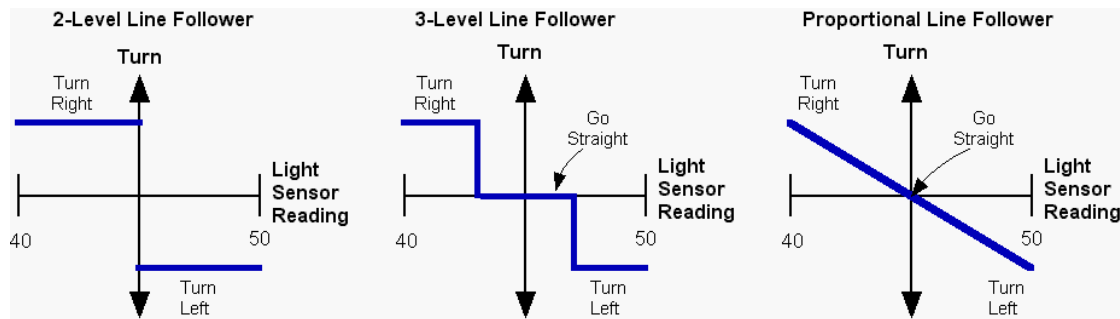 2-Level Line Follower
Turn
Turn
Right
Light
Sensor
Reading
40
50
Turn
Left
3-Level Line Follower
Turn
Turn
Right
Go
Straight
Light
Sensor
Reading
40
50
Turn
Left
Proportional Line Follower
Turn
Turn
Right
Go
Straight
Light
Sensor
Reading
40
50
Turn
Left